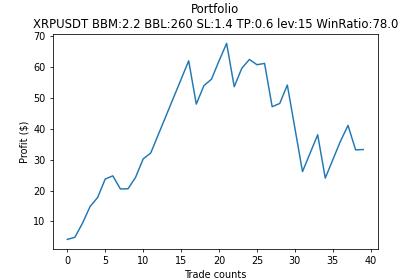 Portfolio
XRPUSDT BBM:2.2 BBL:260 SL:1.4 TP:0.6 lev:15 WinRatio:78.0
70
60
50
40
30
20
10
Profit ($)
0 5 10 15 20 25 30 35 40
Trade counts